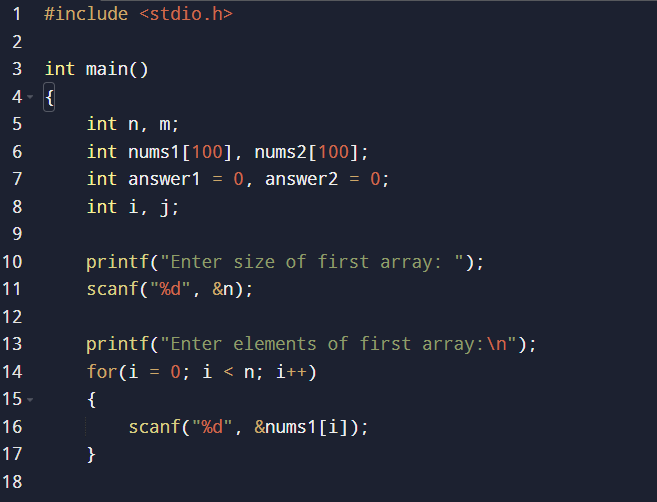 1 #include <stdio.h>
2
3 int main()
4 {
5     int n, m;
6     int nums1[100], nums2[100];
7     int answer1 = 0, answer2 = 0;
8     int i, j;
9
10     printf("Enter size of first array: ");
11     scanf("%d", &n);
12
13     printf("Enter elements of first array:\n");
14     for(i = 0; i < n; i++)
15     {
16         scanf("%d", &nums1[i]);
17     }
18